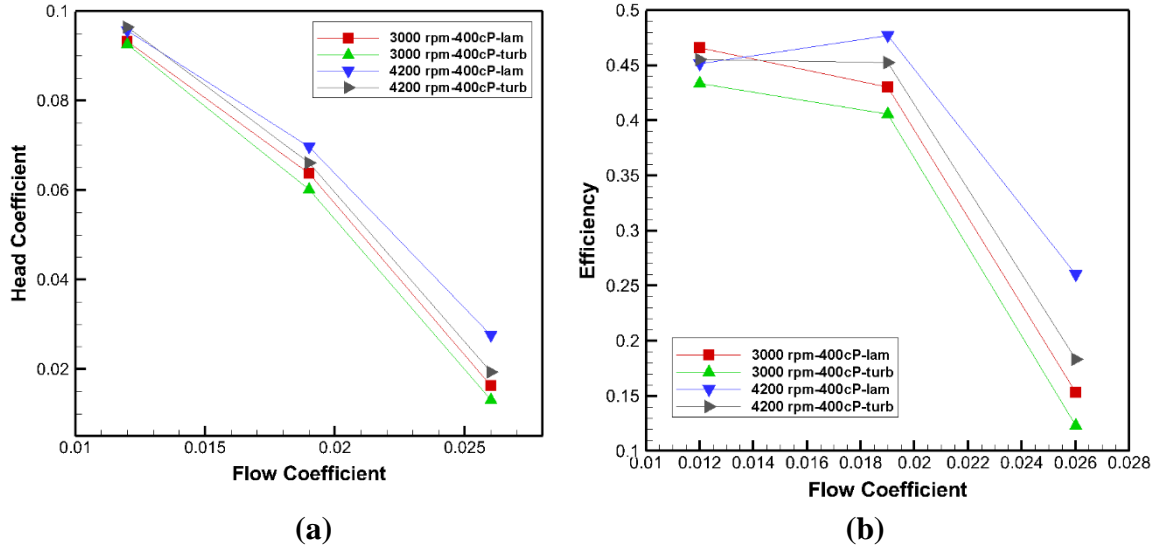 0.1
0.08
0.06
0.04
0.02
0.01 0.015 0.02 0.025
Head Coefficient
Flow Coefficient
3000 rpm-400cP-lam
3000 rpm-400cP-turb
4200 rpm-400cP-lam
4200 rpm-400cP-turb
(a)
0.5
0.45
0.4
0.35
0.3
0.25
0.2
0.15
0.1
0.01 0.012 0.014 0.016 0.018 0.02 0.022 0.024 0.026 0.028
Efficiency
Flow Coefficient
3000 rpm-400cP-lam
3000 rpm-400cP-turb
4200 rpm-400cP-lam
4200 rpm-400cP-turb
(b)